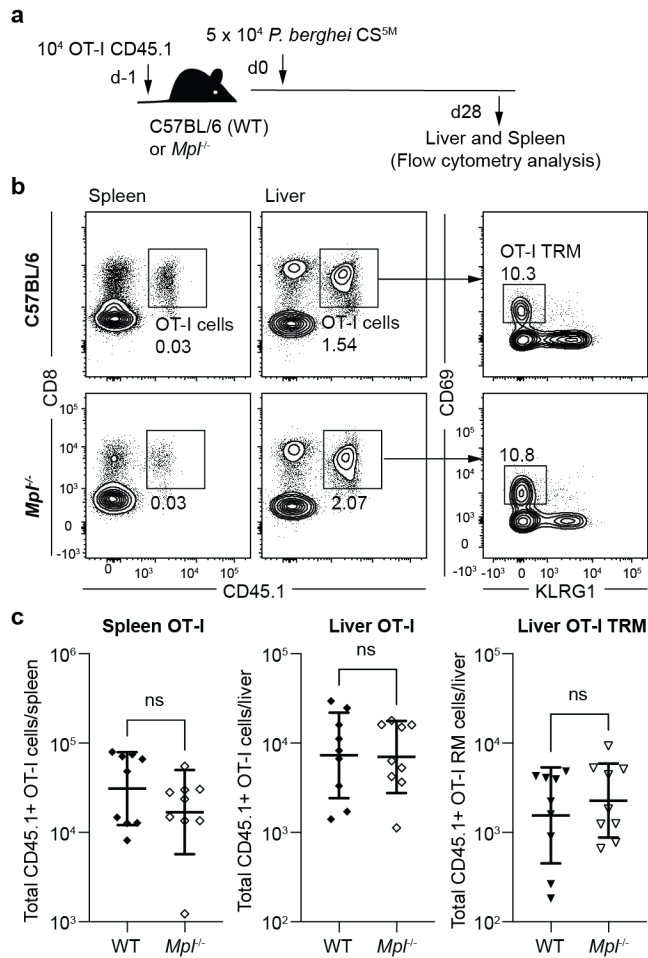 a
10⁴ OT-I CD45.1
d-1
5 x 10⁴ P. berghei CS⁵ᴹ
d0
C57BL/6 (WT)
or Mpl⁻/⁻
d28
Liver and Spleen
(Flow cytometry analysis)
b
Spleen
Liver
C57BL/6
OT-I cells
0.03
OT-I cells
1.54
OT-I TRM
10.3
CD8
CD69
Mpl⁻/⁻
10⁵
10⁴
10³
0
-10³
0.03
2.07
10⁵
10⁴
10³
0
-10³
10.8
0 10³ 10⁴ 10⁵
0 10³ 10⁴ 10⁵
-10³ 0 10³ 10⁴ 10⁵
CD45.1
KLRG1
c
Spleen OT-I
Total CD45.1+ OT-I cells/spleen
10⁶
10⁵
10⁴
10³
ns
WT Mpl⁻/⁻
Liver OT-I
Total CD45.1+ OT-I cells/liver
10⁵
10⁴
10³
10²
ns
WT Mpl⁻/⁻
Liver OT-I TRM
Total CD45.1+ OT-I RM cells/liver
10⁵
10⁴
10³
10²
ns
WT Mpl⁻/⁻